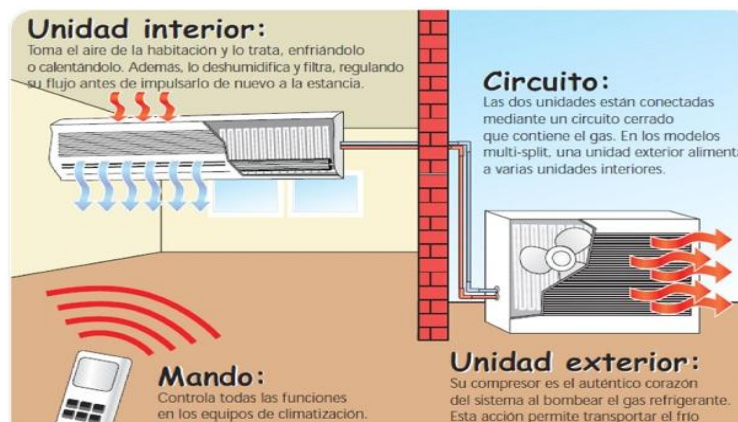 Unidad interior:
Toma el aire de la habitación y lo trata, enfriándolo
o calentándolo. Además, lo deshumidifica y filtra, regulando
su flujo antes de impulsarlo de nuevo a la estancia.
Circuito:
Las dos unidades están conectadas
mediante un circuito cerrado
que contiene el gas. En los modelos
multi-split, una unidad exterior aliment
a varias unidades interiores.
Mando:
Controla todas las funciones
en los equipos de climatización.
Unidad exterior:
Su compresor es el auténtico corazón
del sistema al bombear el gas refrigerante.
Esta acción permite transportar el frío